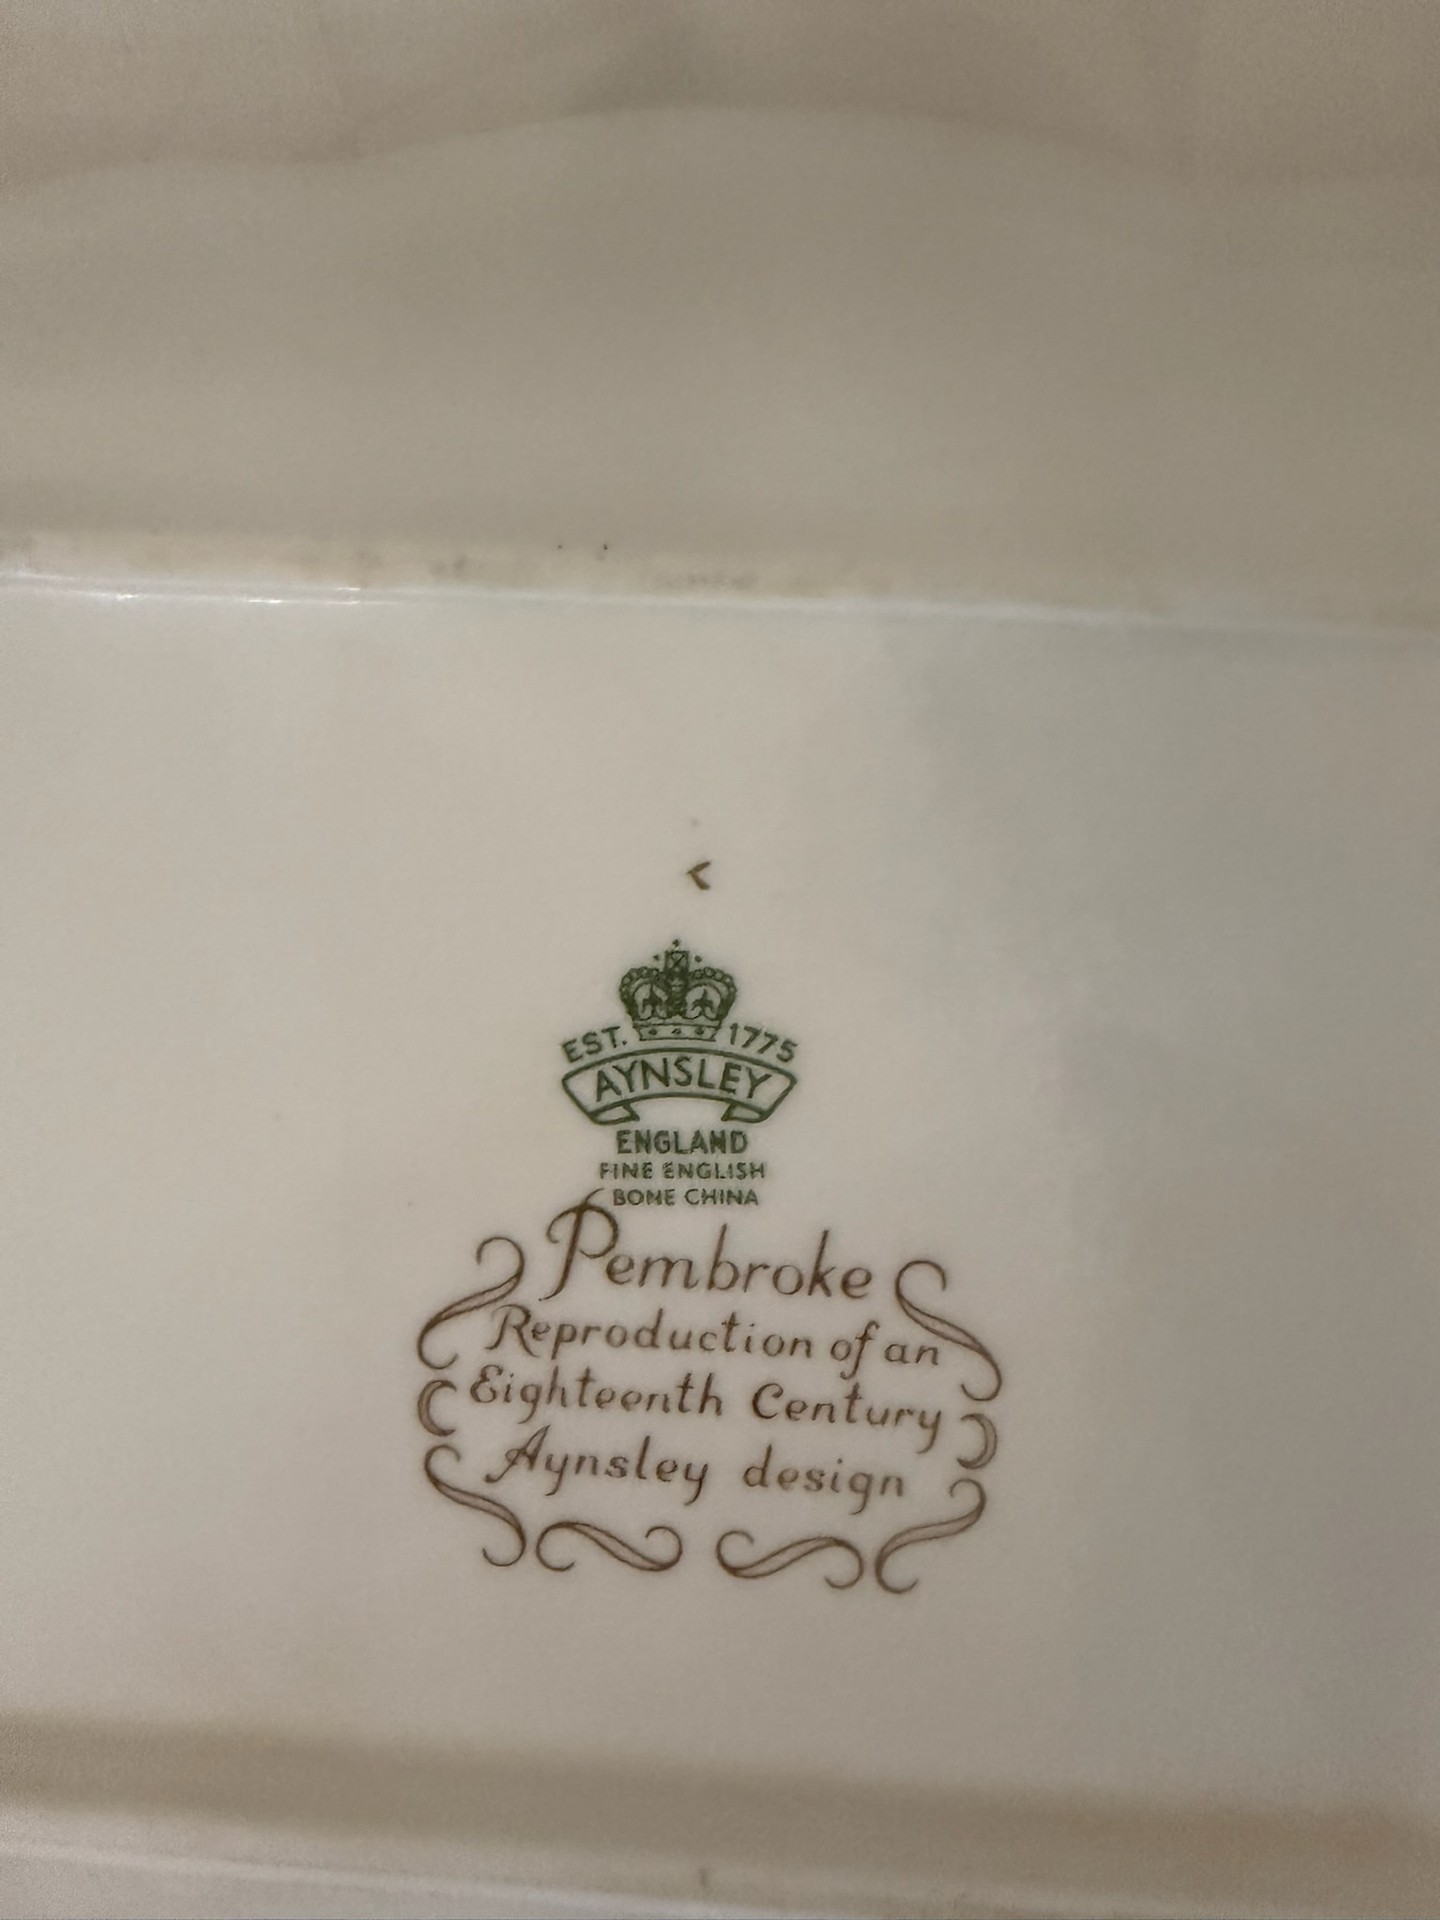 <
EST. 1775
AYNSLEY
ENGLAND
FINE ENGLISH
BONE CHINA
Pembroke
Reproduction of an
Eighteenth Century
Aynsley design